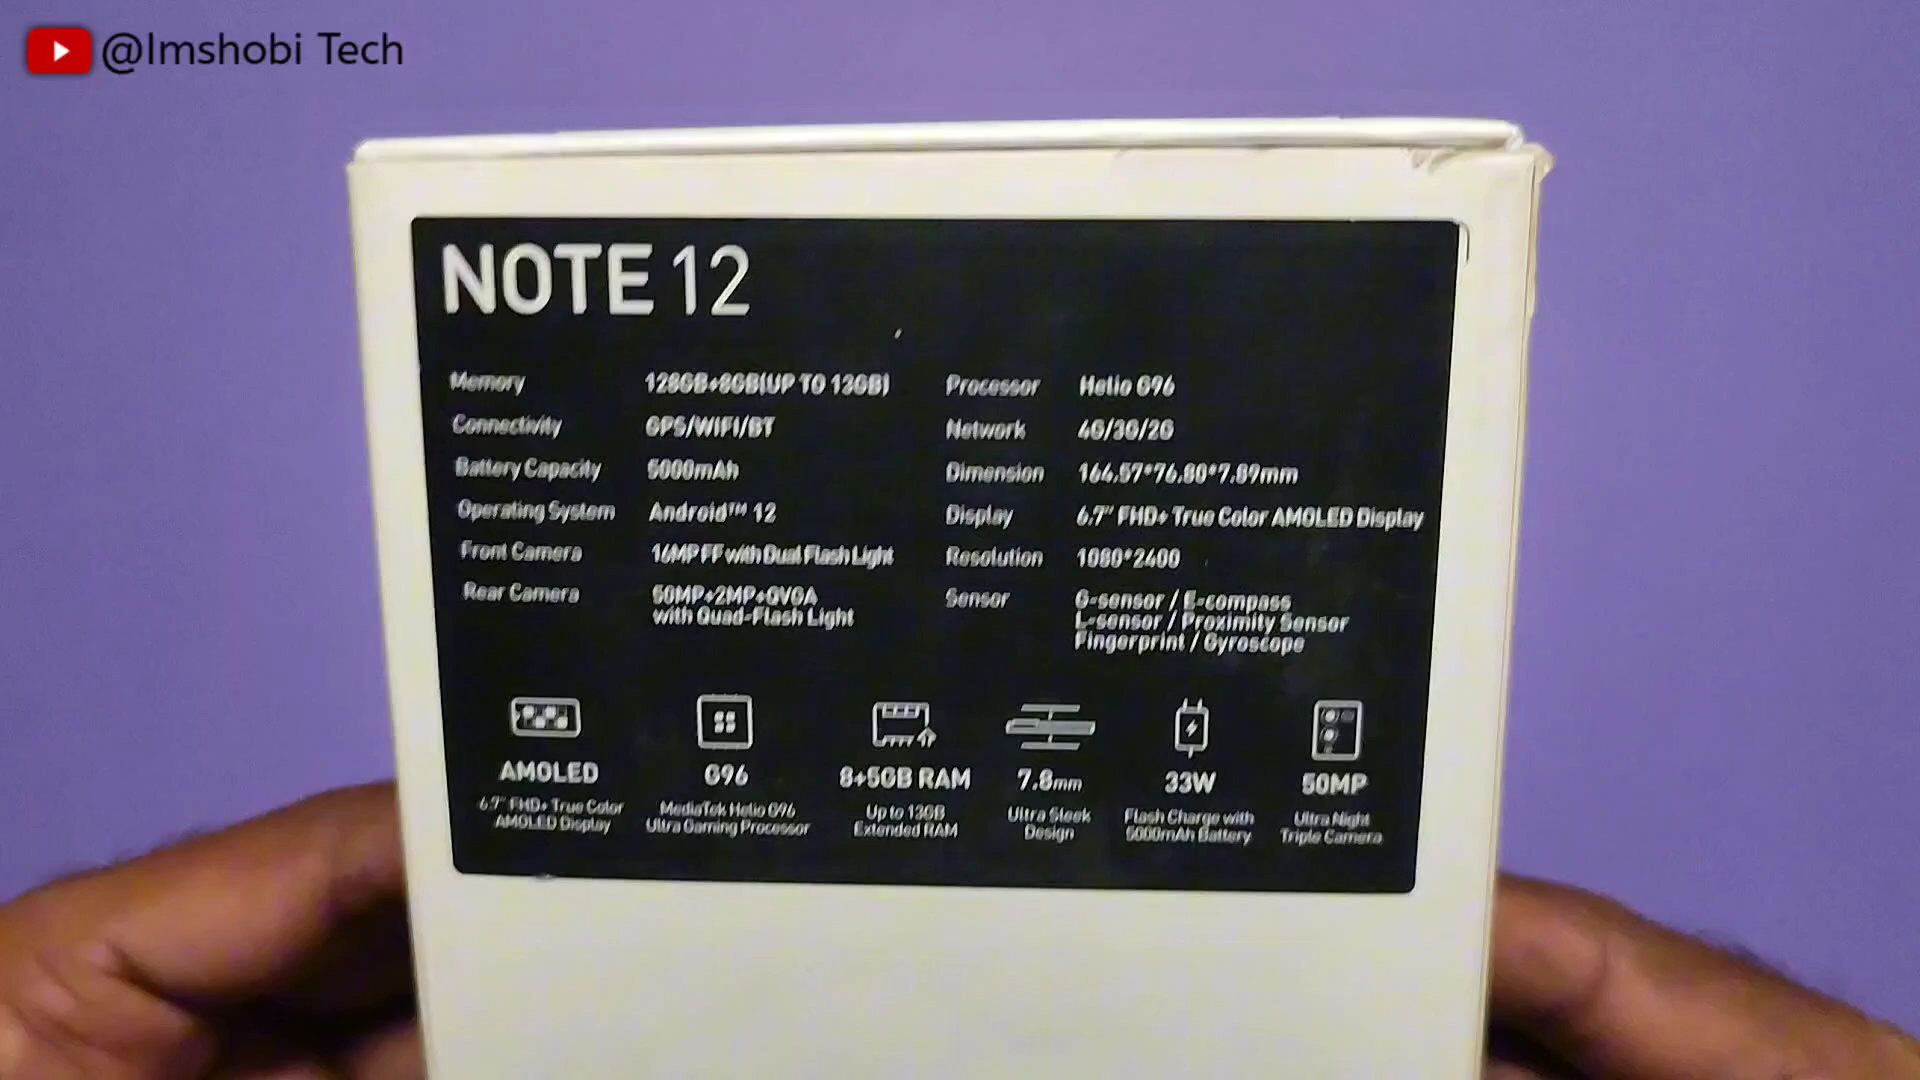 @Imshobi Tech
NOTE 12
Memory 128GB+8GB(UP TO 13GB)
Connectivity GPS/WIFI/BT
Battery Capacity 5000mAh
Operating System Android™ 12
Front Camera 16MP FF with Dual Flash Light
Rear Camera 50MP+2MP+QVGA
with Quad-Flash Light
Processor Helio G96
Network 4G/3G/2G
Dimension 164.57*76.80*7.89mm
Display 6.7" FHD+ True Color AMOLED Display
Resolution 1080*2400
Sensor G-sensor / E-compass
L-sensor / Proximity Sensor
Fingerprint / Gyroscope
AMOLED
6.7" FHD+ True Color
AMOLED Display
G96
MediaTek Helio G96
Ultra Gaming Processor
8+5GB RAM
Up to 13GB
Extended RAM
7.8mm
Ultra Sleek
Design
33W
Flash Charge with
5000mAh Battery
50MP
Ultra Night
Triple Camera